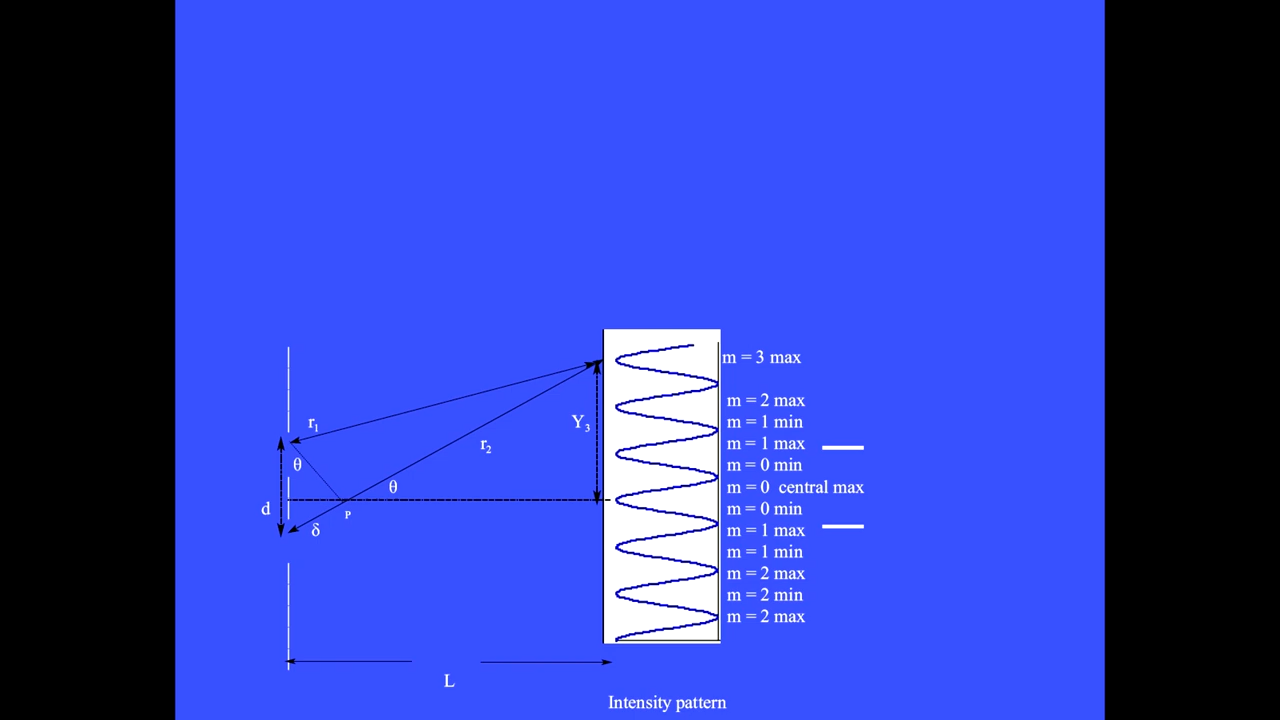 m = 3 max
m = 2 max
r₁
Y₃
m = 1 min
r₂
m = 1 max
θ
m = 0 min
θ
m = 0 central max
d
P
m = 0 min
δ
m = 1 max
m = 1 min
m = 2 max
m = 2 min
m = 2 max
L
Intensity pattern